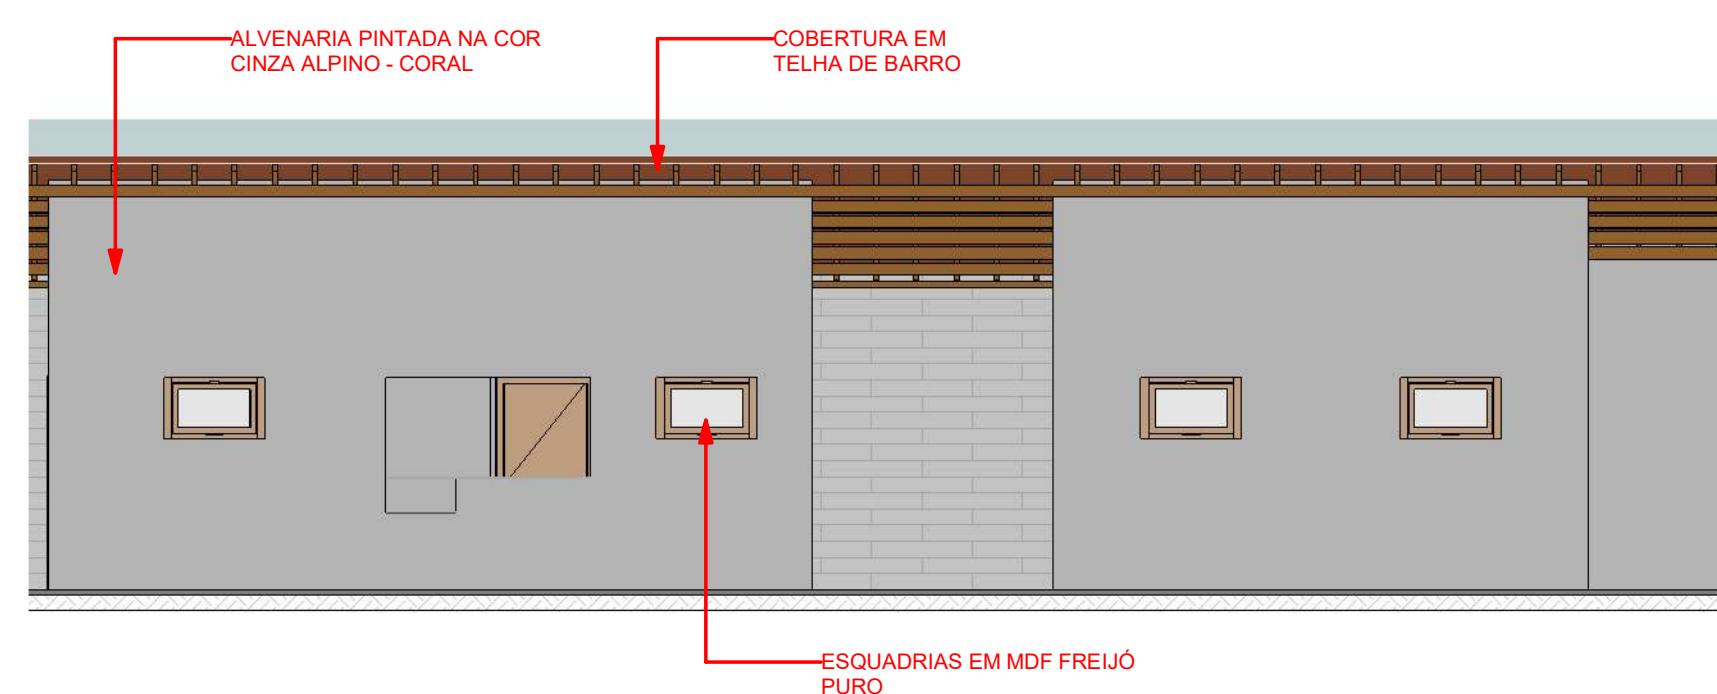 ALVENARIA PINTADA NA COR
CINZA ALPINO - CORAL
COBERTURA EM
TELHA DE BARRO
ESQUADRIAS EM MDF FREIJÓ
PURO